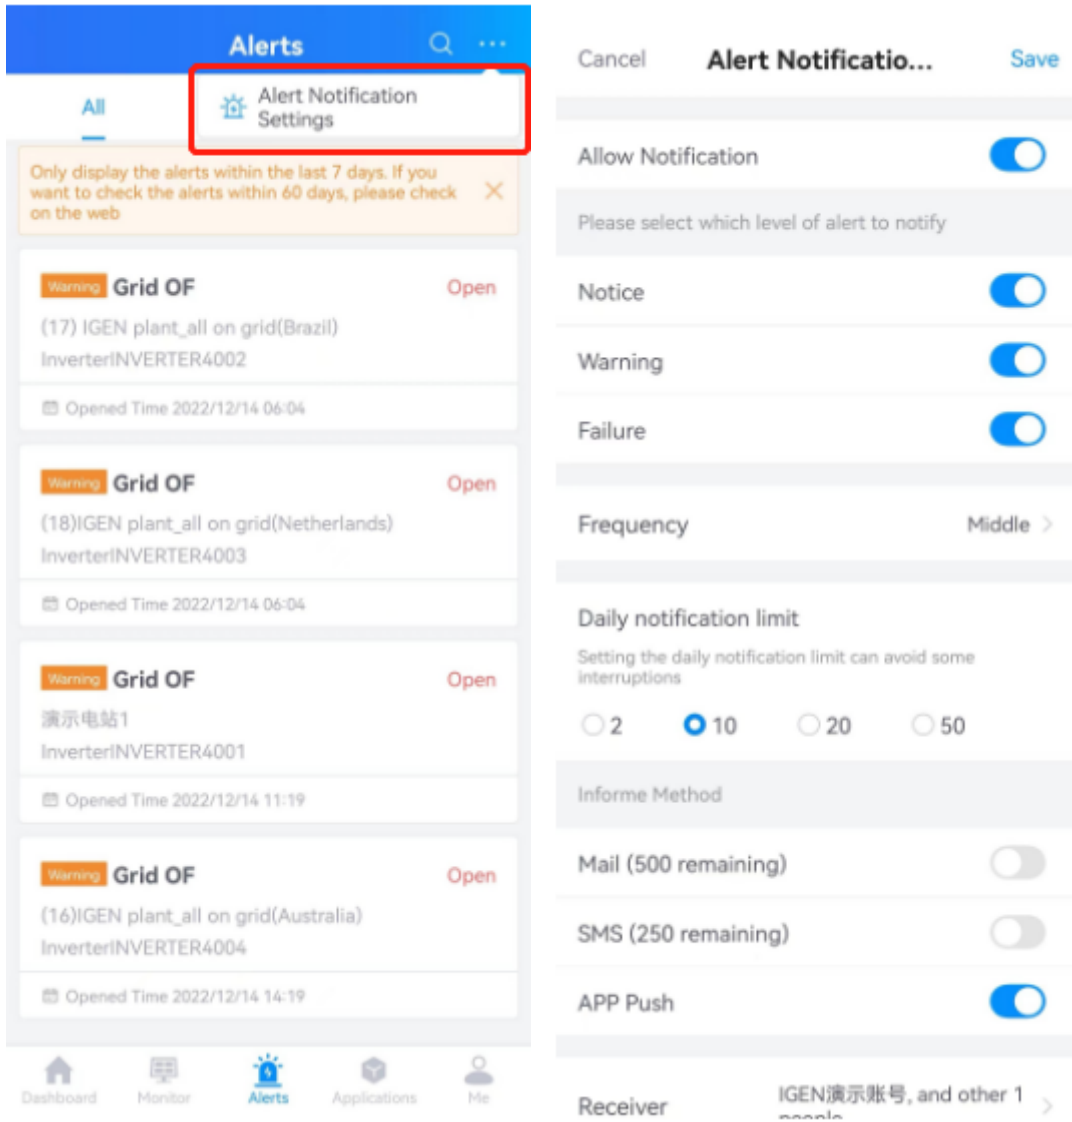 Alerts
All
Alert Notification
Settings
Only display the alerts within the last 7 days. If you
want to check the alerts within 60 days, please check
on the web
Warning Grid OF Open
(17) IGEN plant_all on grid(Brazil)
InverterINVERTER4002
Opened Time 2022/12/14 06:04
Warning Grid OF Open
(18)IGEN plant_all on grid(Netherlands)
InverterINVERTER4003
Opened Time 2022/12/14 06:04
Warning Grid OF Open
演示电站1
InverterINVERTER4001
Opened Time 2022/12/14 11:19
Warning Grid OF Open
(16)IGEN plant_all on grid(Australia)
InverterINVERTER4004
Opened Time 2022/12/14 14:19
Dashboard Monitor Alerts Applications Me
Cancel Alert Notificatio... Save
Allow Notification
Please select which level of alert to notify
Notice
Warning
Failure
Frequency Middle
Daily notification limit
Setting the daily notification limit can avoid some
interruptions
2 10 20 50
Informe Method
Mail (500 remaining)
SMS (250 remaining)
APP Push
Receiver IGEN演示账号, and other 1
people